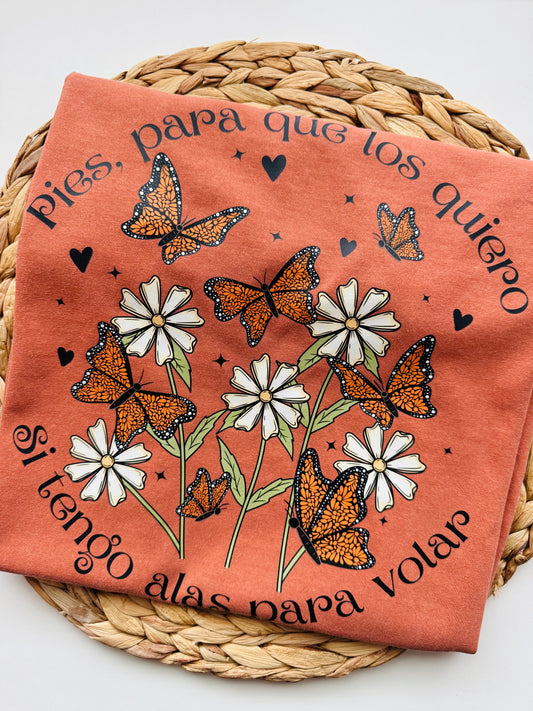 pies, para que los quiero
Si tengo alas para volar